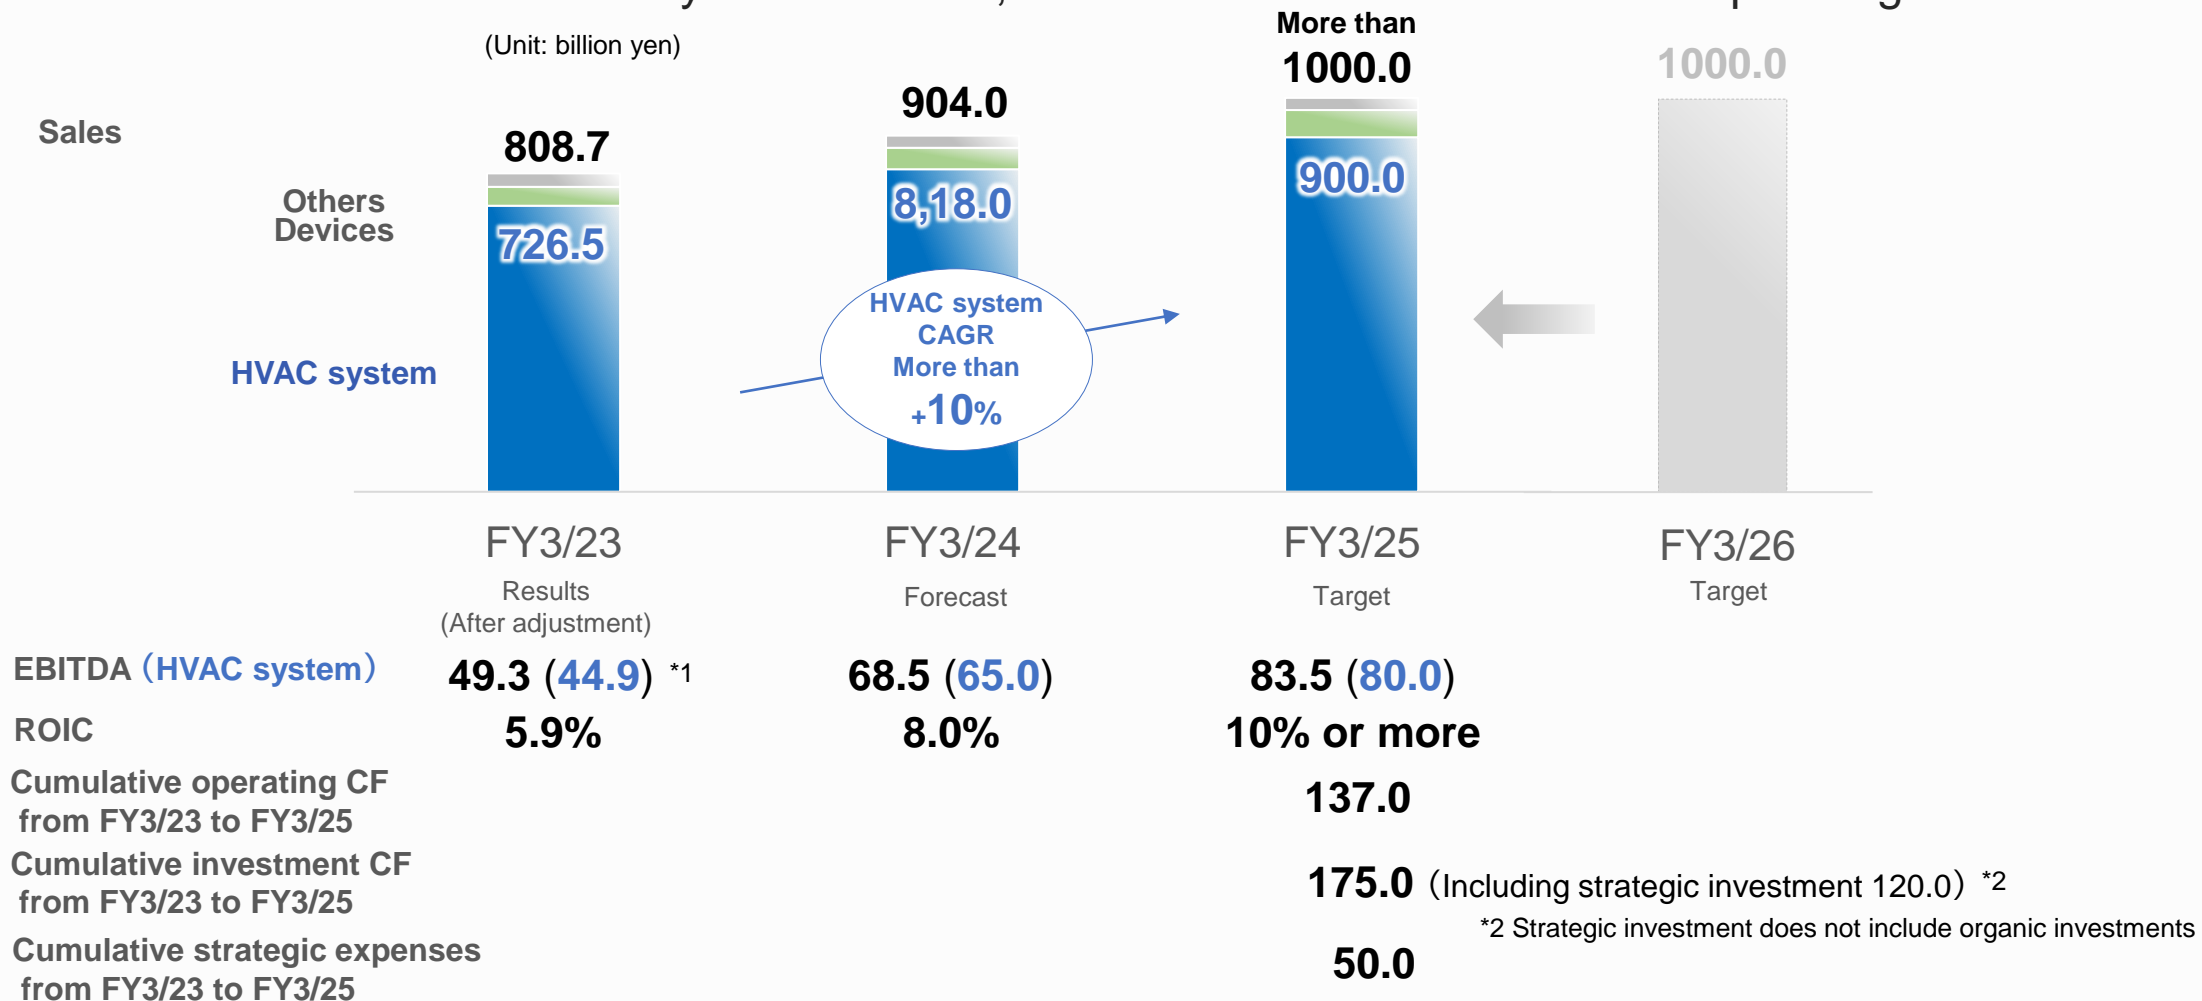 (Unit: billion yen)
More than
1000.0
1000.0
904.0
808.7
Sales
Others
Devices
726.5
8,18.0
900.0
HVAC system
HVAC system
CAGR
More than
+10%
FY3/23
FY3/24
FY3/25
FY3/26
Results
(After adjustment)
Forecast
Target
Target
EBITDA（HVAC system） 49.3 (44.9) *1 68.5 (65.0) 83.5 (80.0)
ROIC 5.9% 8.0% 10% or more
Cumulative operating CF
from FY3/23 to FY3/25
137.0
Cumulative investment CF
from FY3/23 to FY3/25
175.0（Including strategic investment 120.0）*2
*2 Strategic investment does not include organic investments
Cumulative strategic expenses
from FY3/23 to FY3/25
50.0